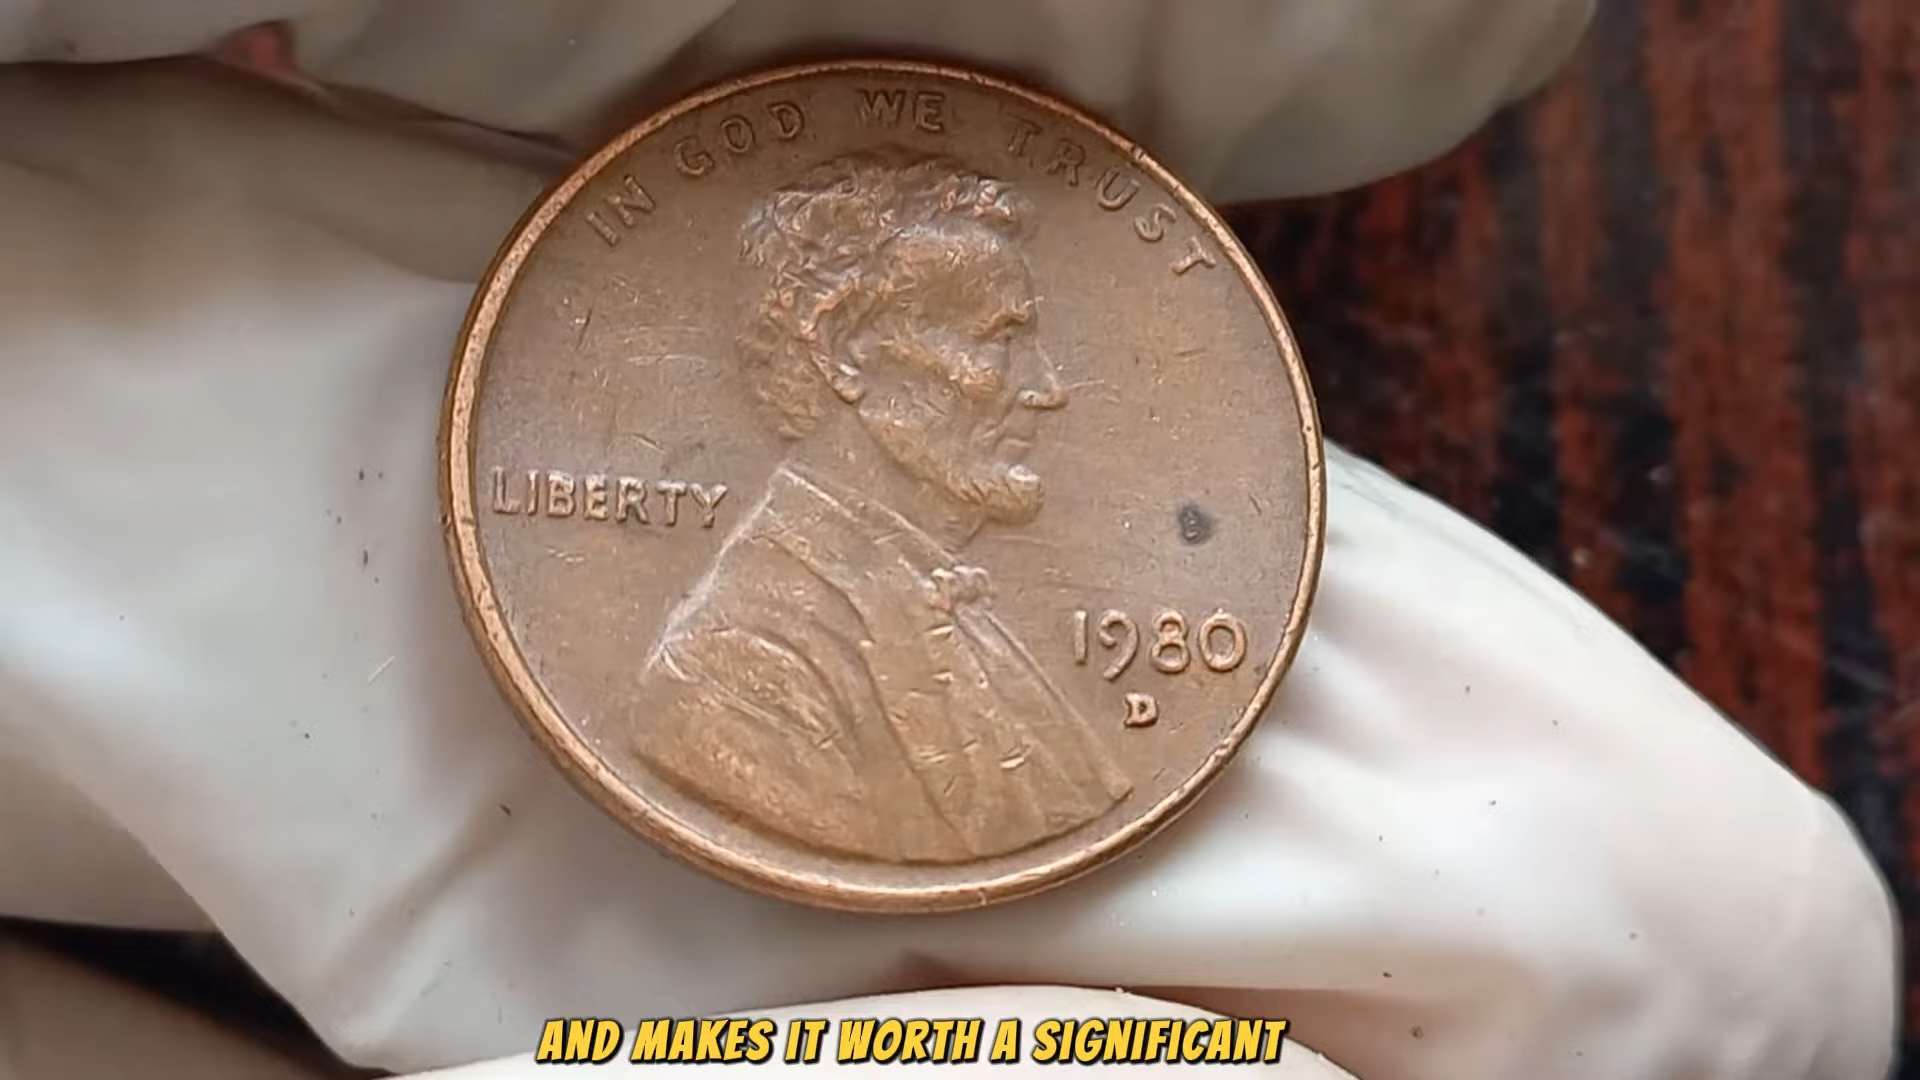 IN GOD WE TRUST
LIBERTY
1980
D
AND MAKES IT WORTH A SIGNIFICANT